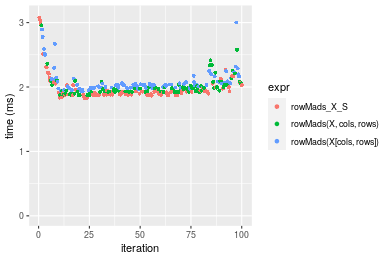 3
2
1
0
time (ms)
0
25
50
75
100
iteration
expr
rowMads_X_S
rowMads(X, cols, rows)
rowMads(X[cols, rows])